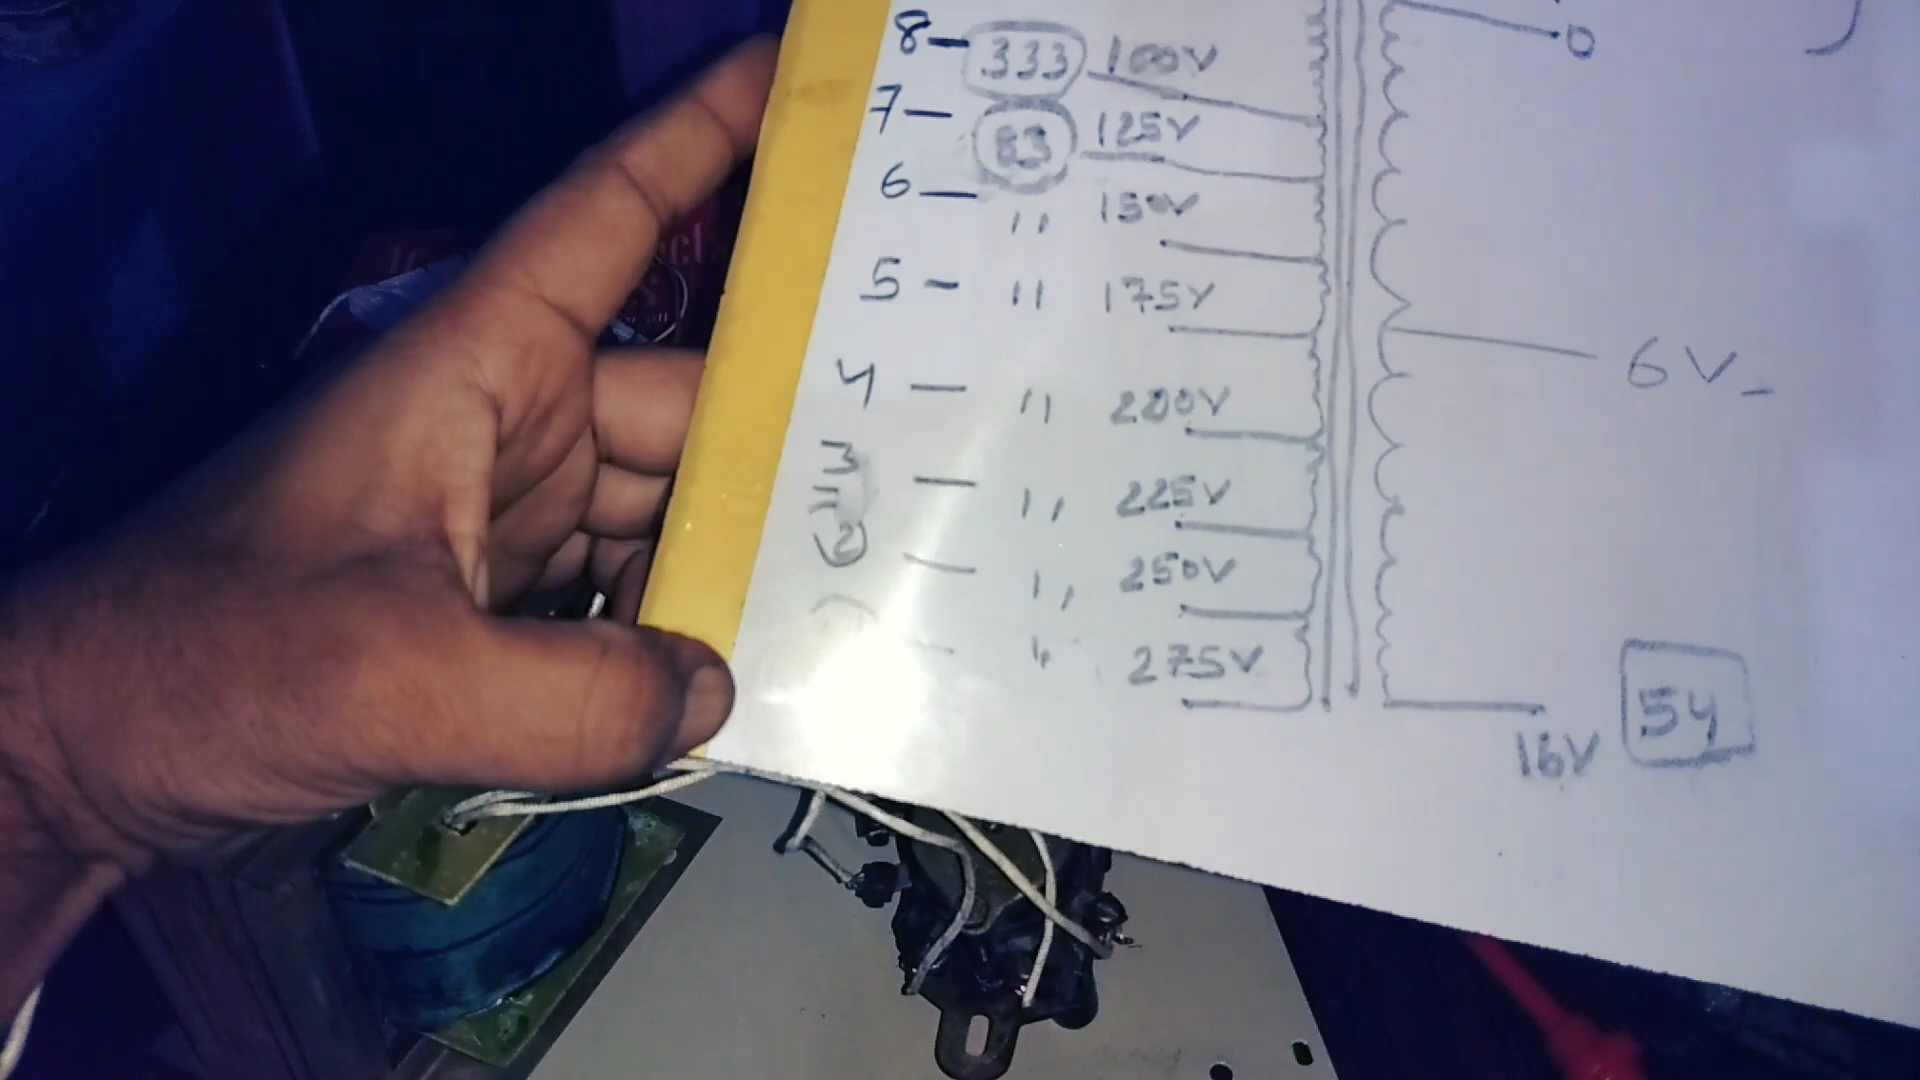 8— 333 100V
0
7— 83 125V
6— " 150V
5 - " 175V
6V -
4 — " 200V
3 — " 225V
2 — " 250V
- " 275V
16V 54